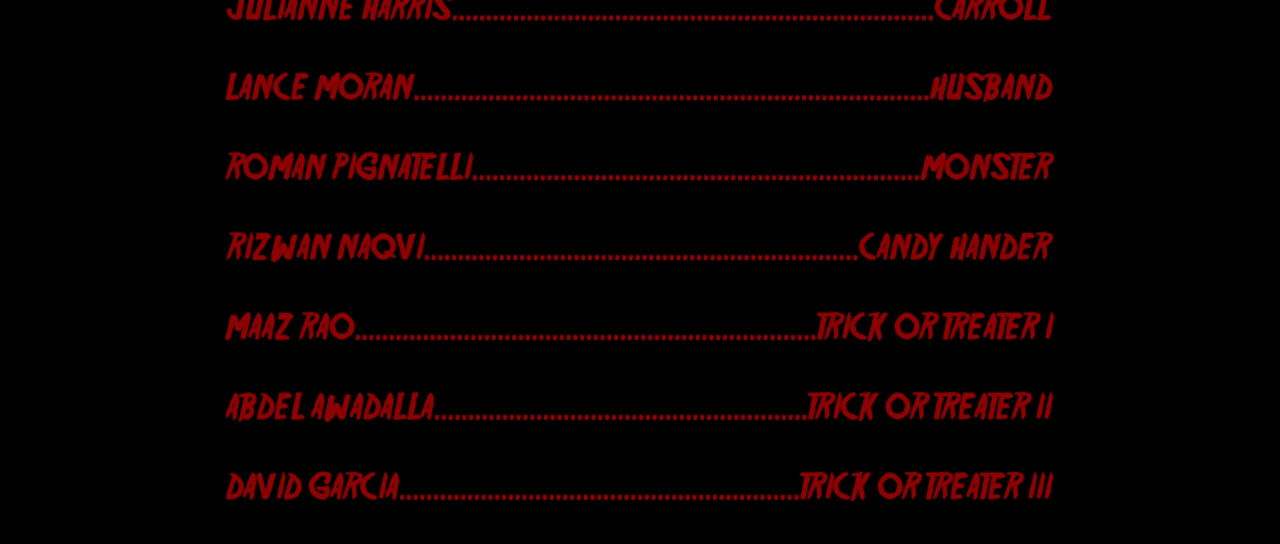 JULIANNE HARRIS........................................................................CARROLL
LANCE MORAN.............................................................................HUSBAND
ROMAN PIGNATELLI...................................................................MONSTER
RIZWAN NAQVI.................................................................CANDY HANDER
MAAZ RAO.....................................................................TRICK OR TREATER I
ABDEL AWADALLA........................................................TRICK OR TREATER II
DAVID GARCIA............................................................TRICK OR TREATER III